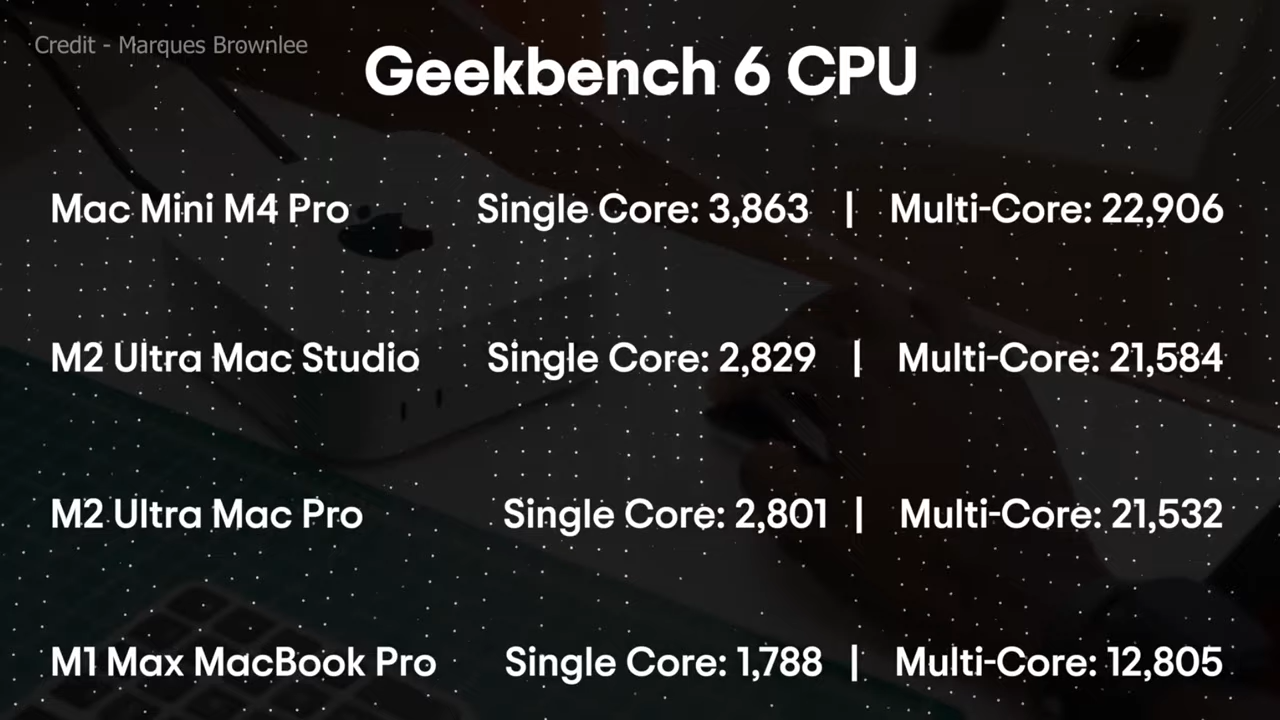 Credit - Marques Brownlee
Geekbench 6 CPU
Mac Mini M4 Pro Single Core: 3,863 | Multi-Core: 22,906
M2 Ultra Mac Studio Single Core: 2,829 | Multi-Core: 21,584
M2 Ultra Mac Pro Single Core: 2,801 | Multi-Core: 21,532
M1 Max MacBook Pro Single Core: 1,788 | Multi-Core: 12,805